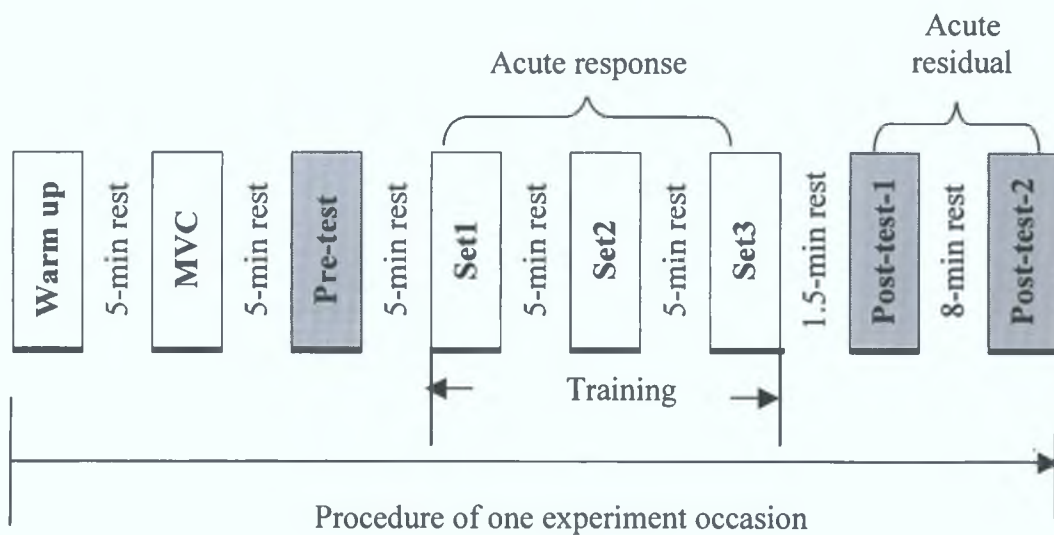 Acute response
Acute
residual
Warm up
5-min rest
MVC
5-min rest
Pre-test
5-min rest
Set1
5-min rest
Set2
5-min rest
Set3
1.5-min rest
Post-test-1
8-min rest
Post-test-2
Training
Procedure of one experiment occasion